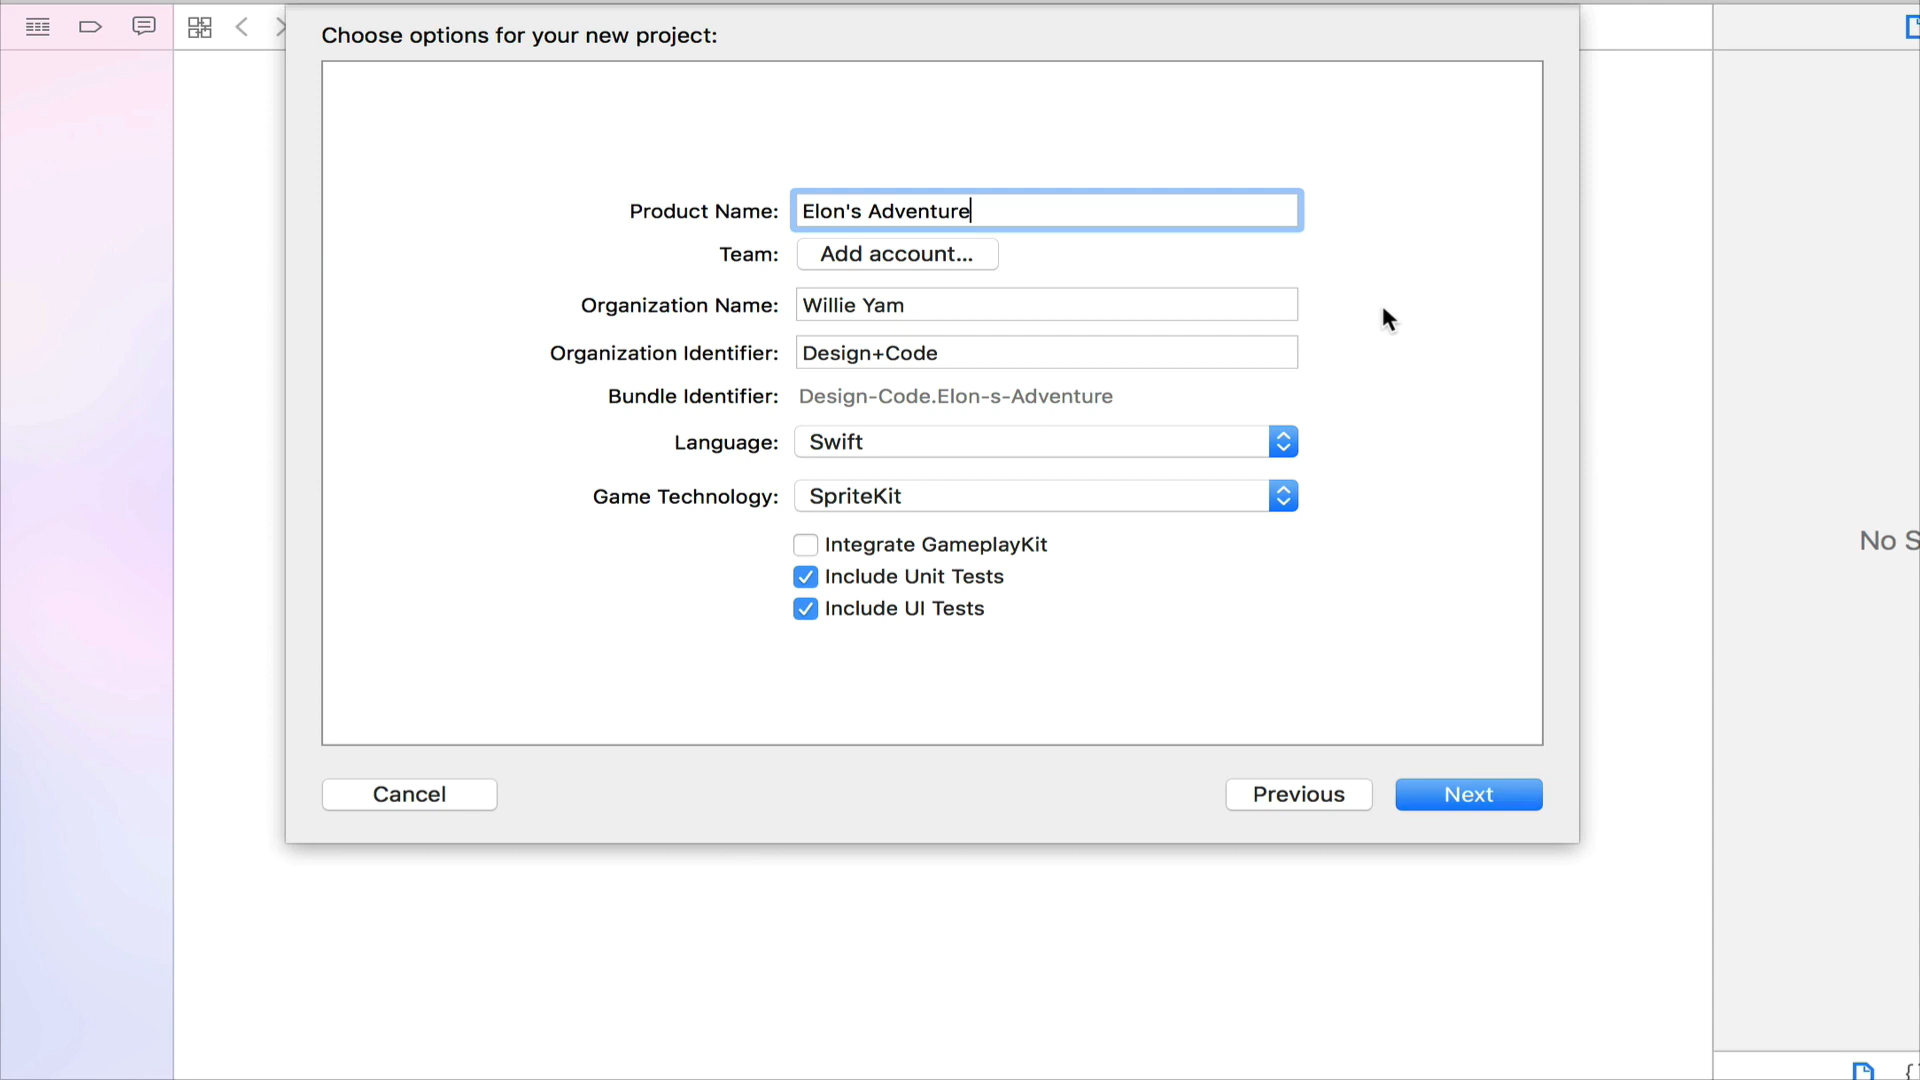 Choose options for your new project:
Product Name: Elon's Adventure
Team: Add account...
Organization Name: Willie Yam
Organization Identifier: Design+Code
Bundle Identifier: Design-Code.Elon-s-Adventure
Language: Swift
Game Technology: SpriteKit
Integrate GameplayKit
Include Unit Tests
Include UI Tests
No S
Cancel
Previous
Next